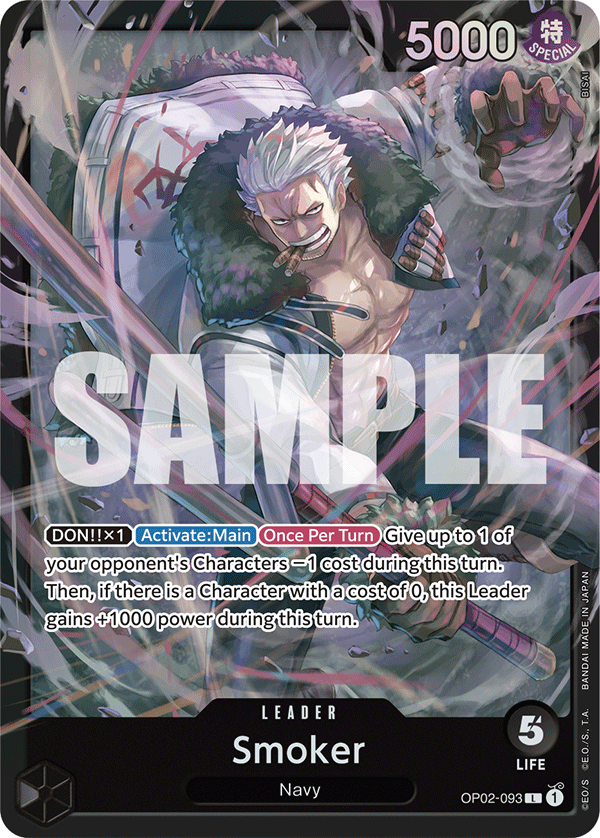 5000
特
SPECIAL
BISAI
SAMPLE
DON!!×1 Activate:Main Once Per Turn Give up to 1 of
your opponent's Characters −1 cost during this turn.
Then, if there is a Character with a cost of 0, this Leader
gains +1000 power during this turn.
LEADER
Smoker
Navy
5
LIFE
OP02-093 L 1
©EO/S ©E.O./S., T.A. BANDAI MADE IN JAPAN